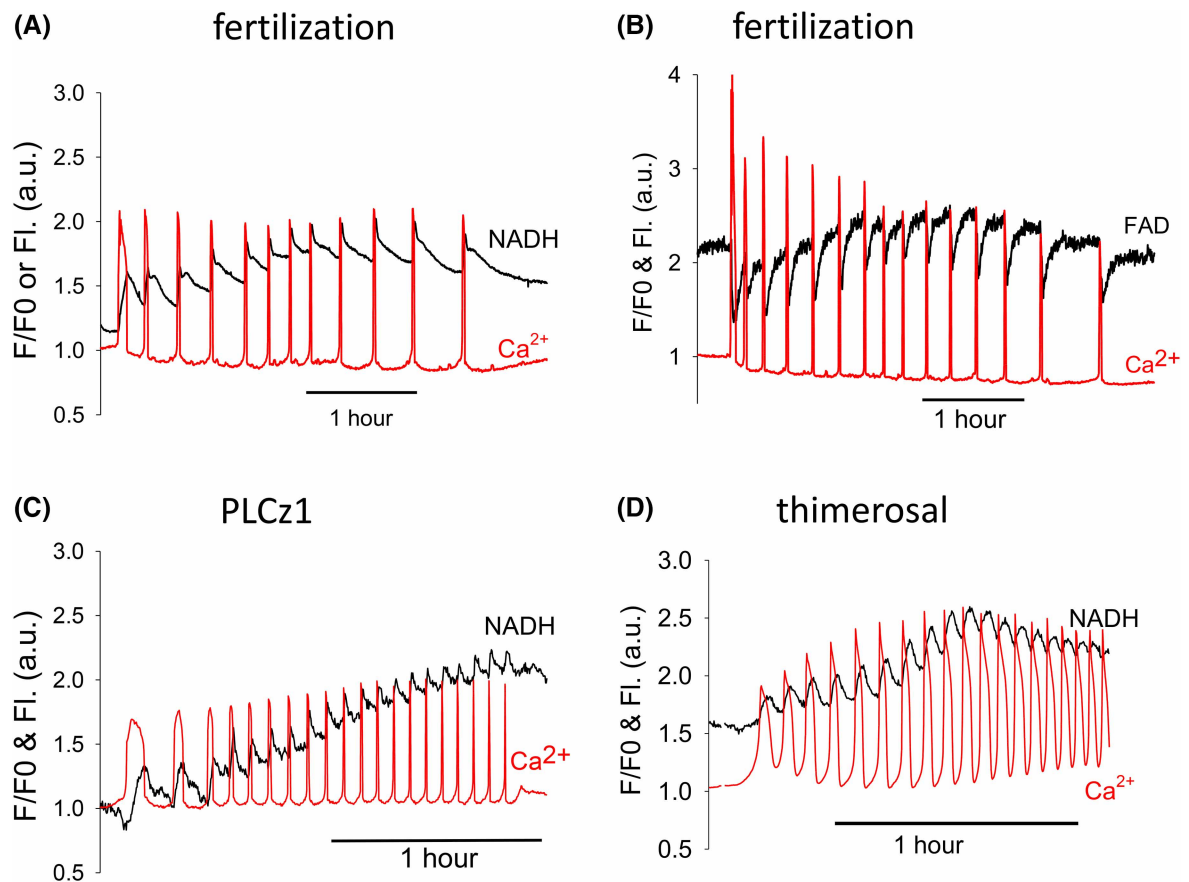 (A) fertilization
F/F0 or Fl. (a.u.)
3.0
2.5
2.0
1.5
1.0
0.5
NADH
Ca2+
1 hour
(B) fertilization
F/F0 & Fl. (a.u.)
4
3
2
1
FAD
Ca2+
1 hour
(C) PLCz1
F/F0 & Fl. (a.u.)
3.0
2.5
2.0
1.5
1.0
0.5
NADH
Ca2+
1 hour
(D) thimerosal
F/F0 & Fl. (a.u.)
3.0
2.5
2.0
1.5
1.0
0.5
NADH
Ca2+
1 hour